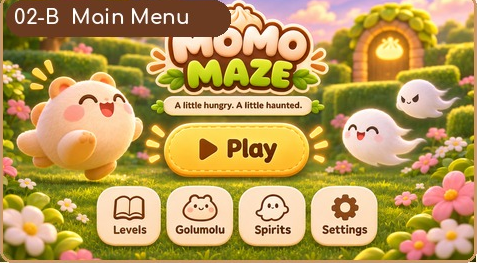 02-B Main Menu
MOMO
MAZE
A little hungry. A little haunted.
Play
Levels
Golumolu
Spirits
Settings